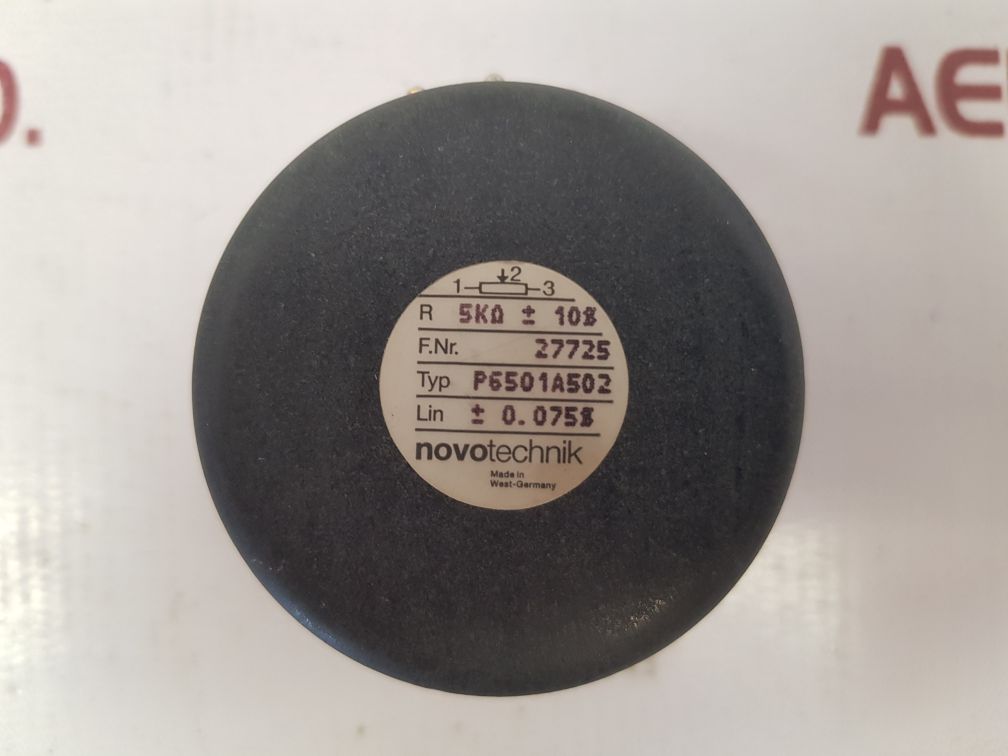 O.
AE
1 2 3
R 5KΩ ± 10%
F.Nr. 27725
Typ P6501A502
Lin ± 0.075%
novotechnik
Made in
West-Germany